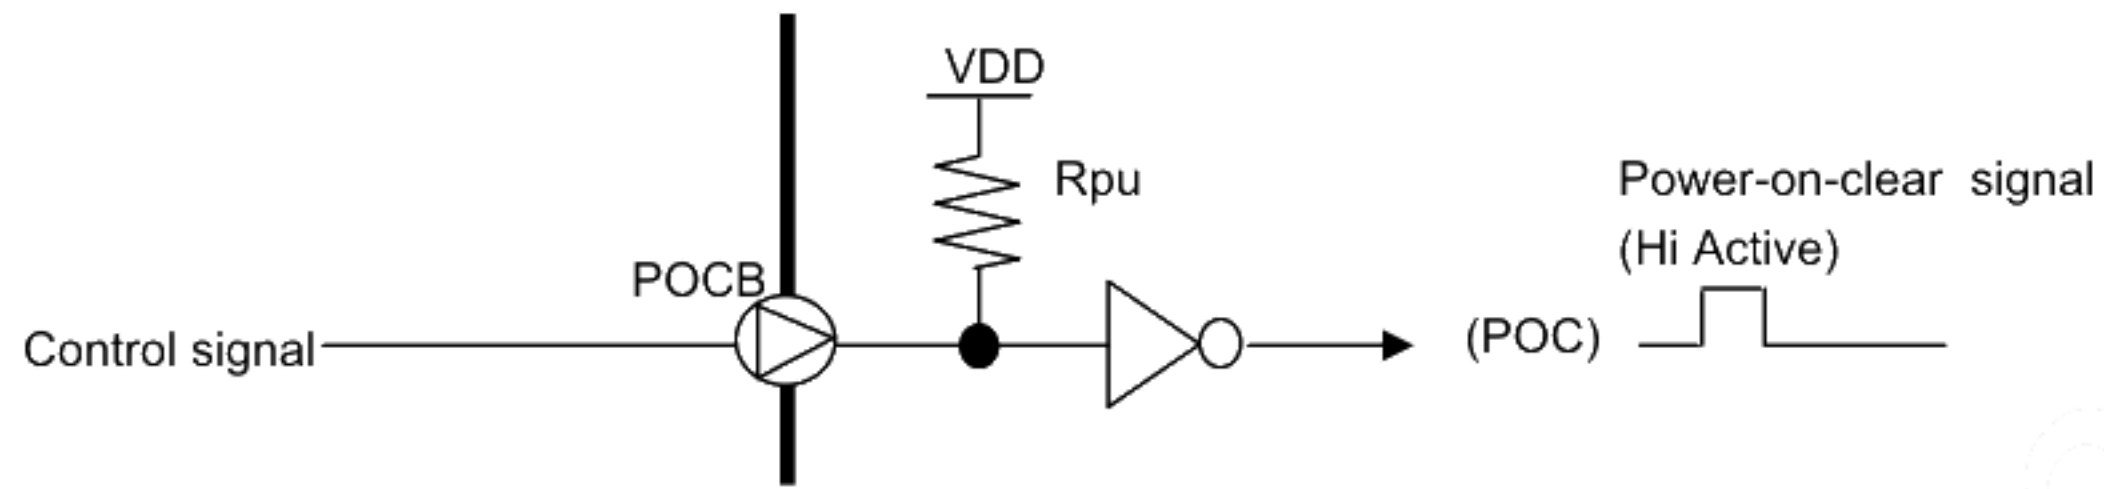 VDD
Rpu
Power-on-clear signal
(Hi Active)
POCB
Control signal
(POC)